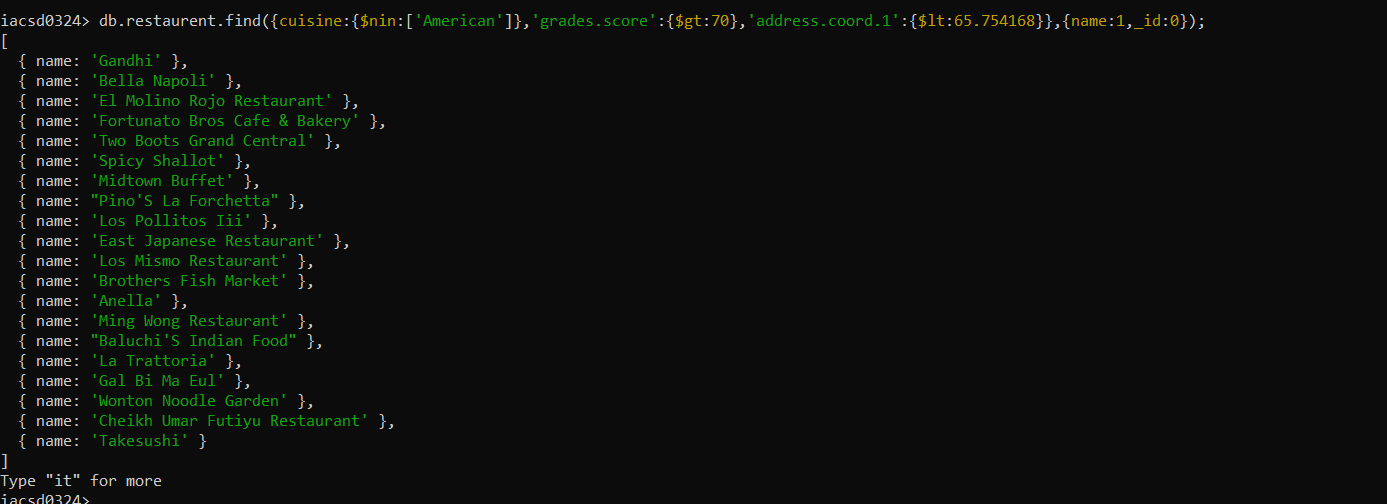 iacsd0324> db.restaurent.find({cuisine:{$nin:['American']},'grades.score':{$gt:70},'address.coord.1':{$lt:65.754168}},{name:1,_id:0});
[
  { name: 'Gandhi' },
  { name: 'Bella Napoli' },
  { name: 'El Molino Rojo Restaurant' },
  { name: 'Fortunato Bros Cafe & Bakery' },
  { name: 'Two Boots Grand Central' },
  { name: 'Spicy Shallot' },
  { name: 'Midtown Buffet' },
  { name: "Pino'S La Forchetta" },
  { name: 'Los Pollitos Iii' },
  { name: 'East Japanese Restaurant' },
  { name: 'Los Mismo Restaurant' },
  { name: 'Brothers Fish Market' },
  { name: 'Anella' },
  { name: 'Ming Wong Restaurant' },
  { name: "Baluchi'S Indian Food" },
  { name: 'La Trattoria' },
  { name: 'Gal Bi Ma Eul' },
  { name: 'Wonton Noodle Garden' },
  { name: 'Cheikh Umar Futiyu Restaurant' },
  { name: 'Takesushi' }
]
Type "it" for more
iacsd0324>